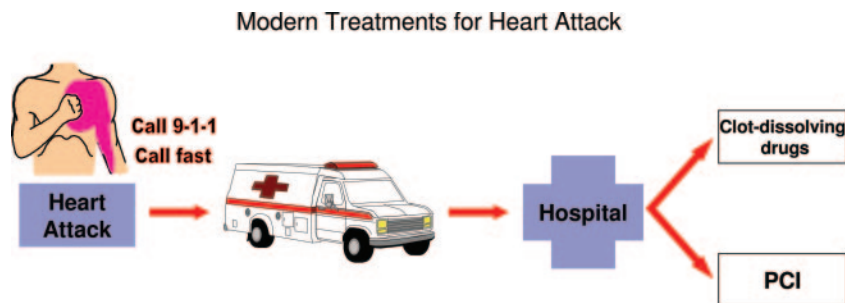 Modern Treatments for Heart Attack
Call 9-1-1
Call fast
Heart
Attack
Hospital
Clot-dissolving
drugs
PCI